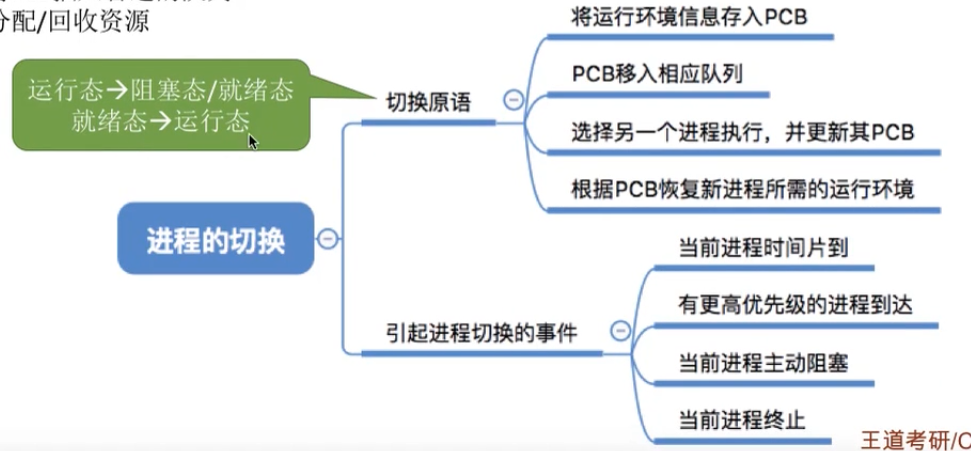 分配/回收资源
运行态→阻塞态/就绪态
就绪态→运行态
切换原语
将运行环境信息存入PCB
PCB移入相应队列
选择另一个进程执行，并更新其PCB
根据PCB恢复新进程所需的运行环境
进程的切换
引起进程切换的事件
当前进程时间片到
有更高优先级的进程到达
当前进程主动阻塞
当前进程终止
王道考研/C